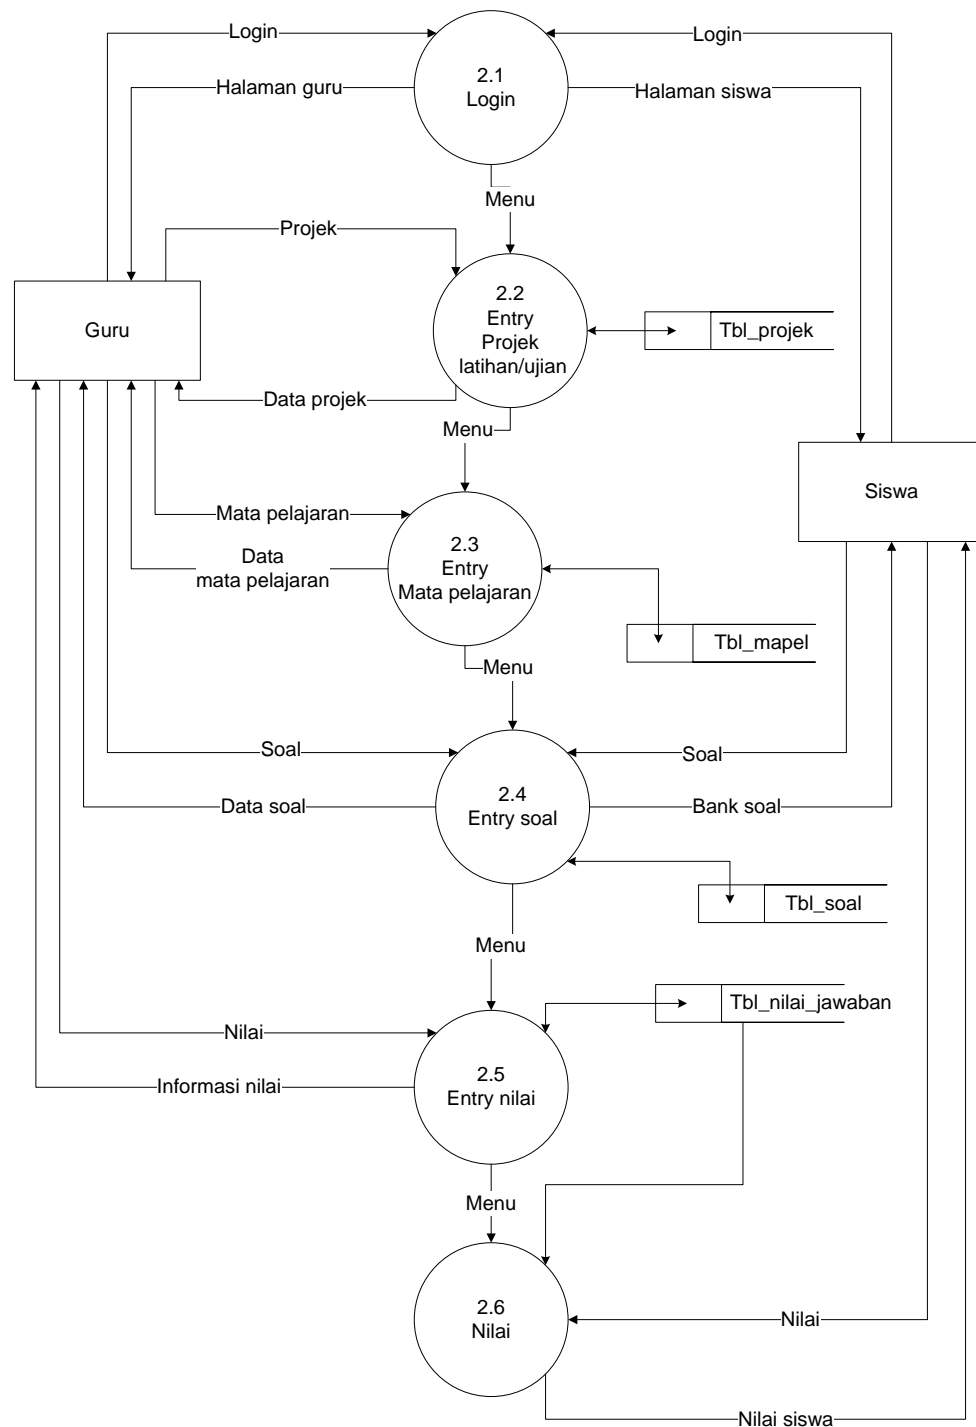 Login
Login
2.1
Login
Halaman guru
Halaman siswa
Menu
Projek
2.2
Entry
Projek
latihan/ujian
Tbl_projek
Guru
Data projek
Menu
Siswa
Mata pelajaran
2.3
Entry
Mata pelajaran
Data
mata pelajaran
Tbl_mapel
Menu
Soal
Soal
2.4
Entry soal
Data soal
Bank soal
Tbl_soal
Menu
Tbl_nilai_jawaban
Nilai
2.5
Entry nilai
Informasi nilai
Menu
2.6
Nilai
Nilai
Nilai siswa